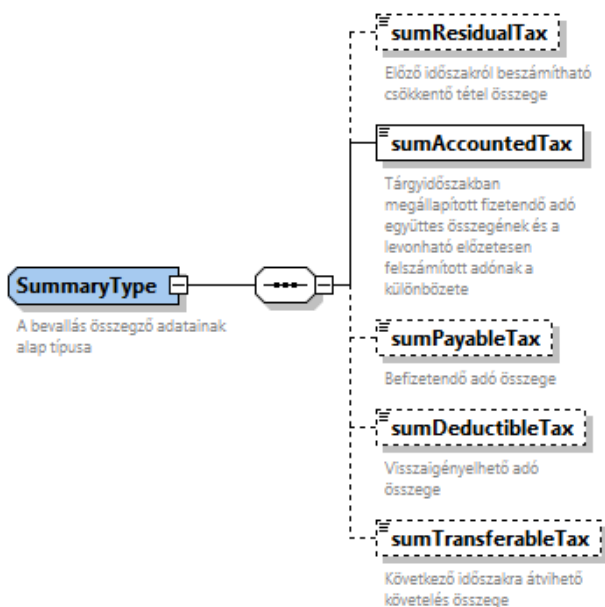 sumResidualTax
Előző időszakról beszámítható
csökkentő tétel összege
sumAccountedTax
Tárgyidőszakban
megállapított fizetendő adó
együttes összegének és a
levonható előzetesen
felszámított adónak a
különbözete
SummaryType
A bevallás összegző adatainak
alap típusa
sumPayableTax
Befizetendő adó összege
sumDeductibleTax
Visszaigényelhető adó
összege
sumTransferableTax
Következő időszakra átvihető
követelés összege